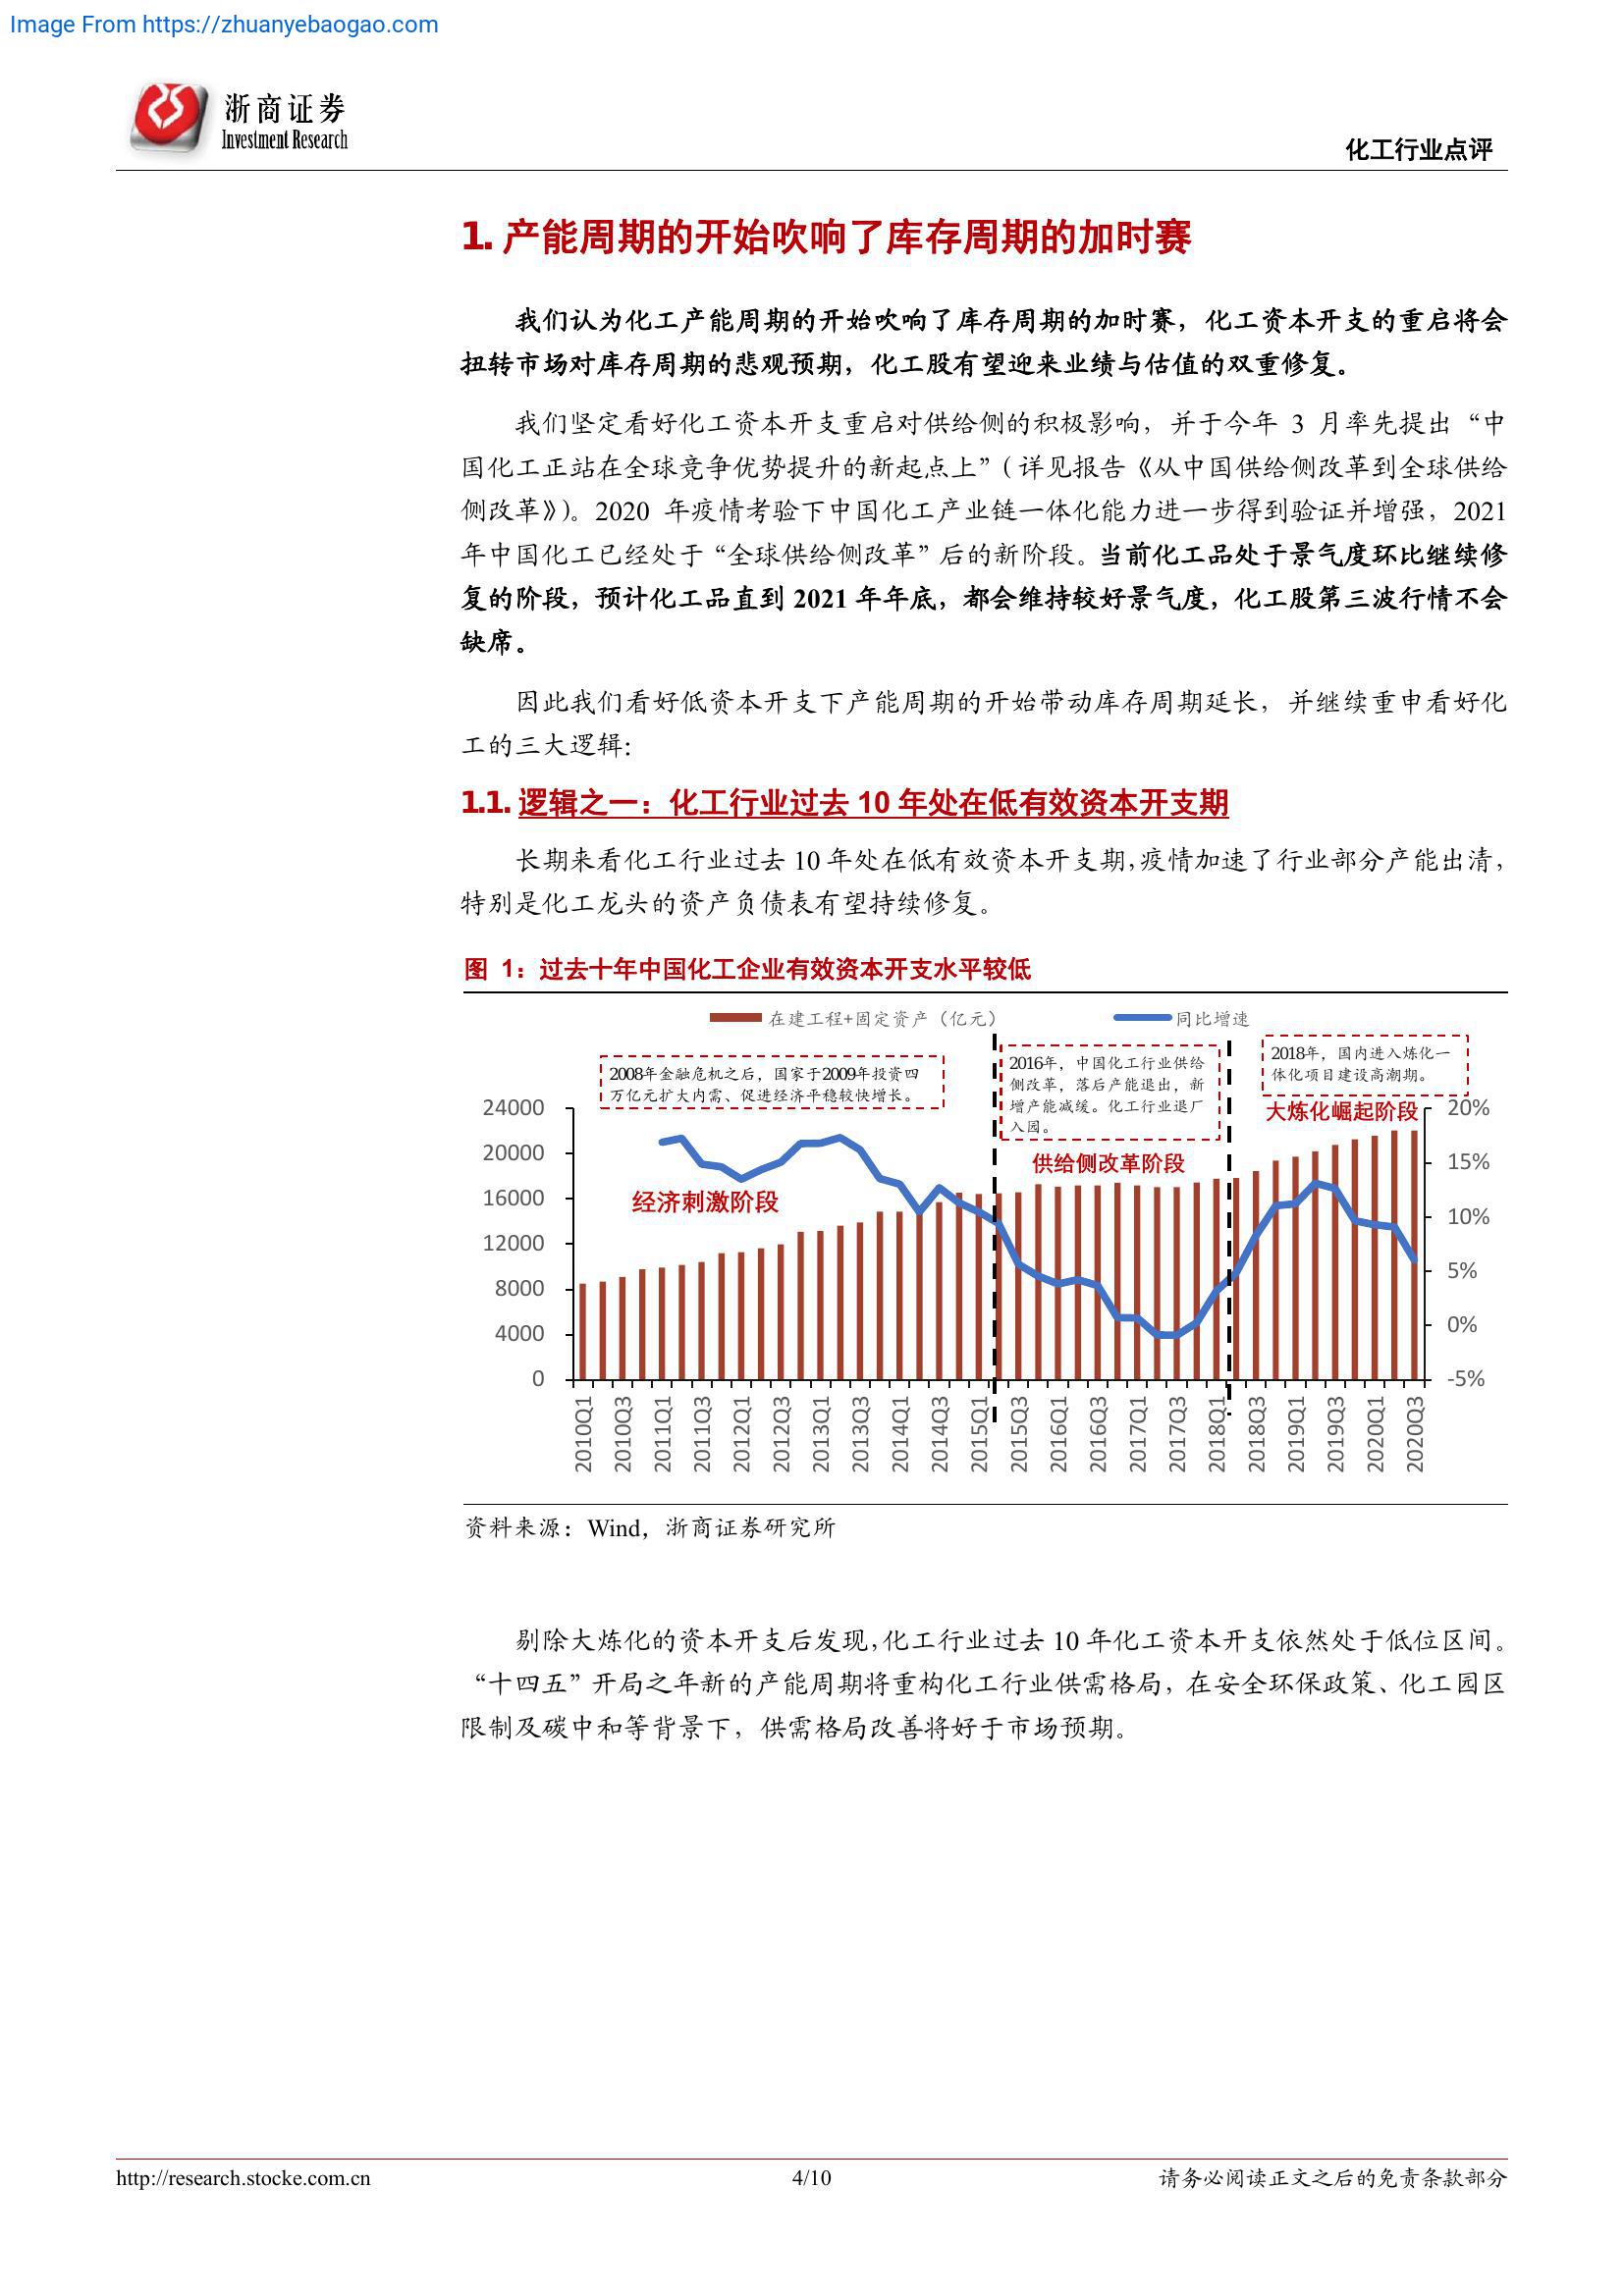 Image From https://zhuanyebaogao.com
浙商证券
Investment Research
化工行业点评
1. 产能周期的开始吹响了库存周期的加时赛
我们认为化工产能周期的开始吹响了库存周期的加时赛，化工资本开支的重启将会
扭转市场对库存周期的悲观预期，化工股有望迎来业绩与估值的双重修复。
我们坚定看好化工资本开支重启对供给侧的积极影响，并于今年 3 月率先提出“中
国化工正站在全球竞争优势提升的新起点上”（详见报告《从中国供给侧改革到全球供给
侧改革》）。2020 年疫情考验下中国化工产业链一体化能力进一步得到验证并增强，2021
年中国化工已经处于“全球供给侧改革”后的新阶段。当前化工品处于景气度环比继续修
复的阶段，预计化工品直到 2021 年年底，都会维持较好景气度，化工股第三波行情不会
缺席。
因此我们看好低资本开支下产能周期的开始带动库存周期延长，并继续重申看好化
工的三大逻辑：
1.1. 逻辑之一：化工行业过去 10 年处在低有效资本开支期
长期来看化工行业过去 10 年处在低有效资本开支期，疫情加速了行业部分产能出清，
特别是化工龙头的资产负债表有望持续修复。
图 1：过去十年中国化工企业有效资本开支水平较低
在建工程+固定资产（亿元）
同比增速
2008年金融危机之后，国家于2009年投资四
万亿元扩大内需、促进经济平稳较快增长。
2016年，中国化工行业供给
侧改革，落后产能退出，新
增产能减缓。化工行业退厂
入园。
2018年，国内进入炼化一
体化项目建设高潮期。
经济刺激阶段
供给侧改革阶段
大炼化崛起阶段
24000
20000
16000
12000
8000
4000
0
20%
15%
10%
5%
0%
-5%
2010Q1
2010Q3
2011Q1
2011Q3
2012Q1
2012Q3
2013Q1
2013Q3
2014Q1
2014Q3
2015Q1
2015Q3
2016Q1
2016Q3
2017Q1
2017Q3
2018Q1
2018Q3
2019Q1
2019Q3
2020Q1
2020Q3
资料来源：Wind，浙商证券研究所
剔除大炼化的资本开支后发现，化工行业过去 10 年化工资本开支依然处于低位区间。
“十四五”开局之年新的产能周期将重构化工行业供需格局，在安全环保政策、化工园区
限制及碳中和等背景下，供需格局改善将好于市场预期。
http://research.stocke.com.cn
4/10
请务必阅读正文之后的免责条款部分